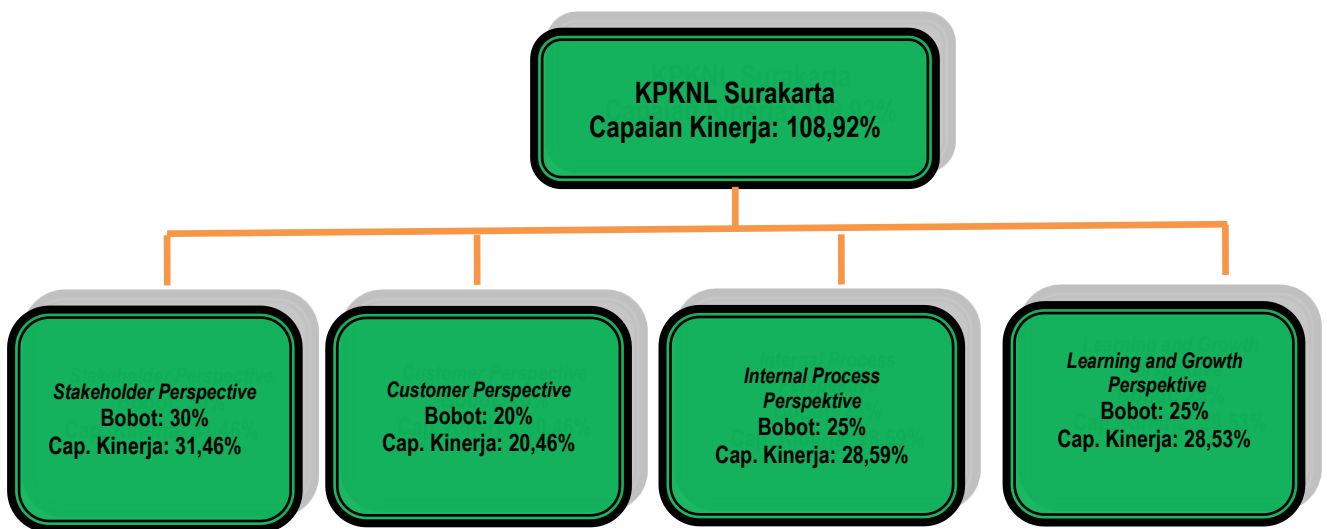 KPKNL Surakarta
Capaian Kinerja: 108,92%
Stakeholder Perspective
Bobot: 30%
Cap. Kinerja: 31,46%
Customer Perspective
Bobot: 20%
Cap. Kinerja: 20,46%
Internal Process
Perspektive
Bobot: 25%
Cap. Kinerja: 28,59%
Learning and Growth
Perspektive
Bobot: 25%
Cap. Kinerja: 28,53%